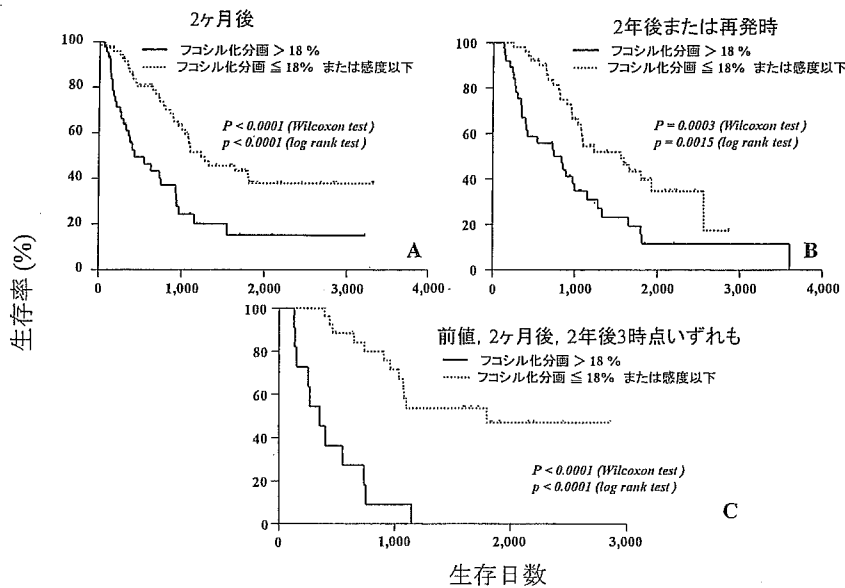 2ヶ月後
フコシル化分画 > 18 %
フコシル化分画 ≦ 18% または感度以下
P < 0.0001 (Wilcoxon test)
p < 0.0001 (log rank test)
100
80
60
40
20
0
A
0 1,000 2,000 3,000 4,000
2年後または再発時
フコシル化分画 > 18 %
フコシル化分画 ≦ 18% または感度以下
P = 0.0003 (Wilcoxon test)
p = 0.0015 (log rank test)
100
80
60
40
20
0
B
0 1,000 2,000 3,000 4,000
生存率 (%)
前値, 2ヶ月後, 2年後3時点いずれも
フコシル化分画 > 18 %
フコシル化分画 ≦ 18% または感度以下
P < 0.0001 (Wilcoxon test)
p < 0.0001 (log rank test)
100
80
60
40
20
0
C
0 1,000 2,000 3,000
生存日数